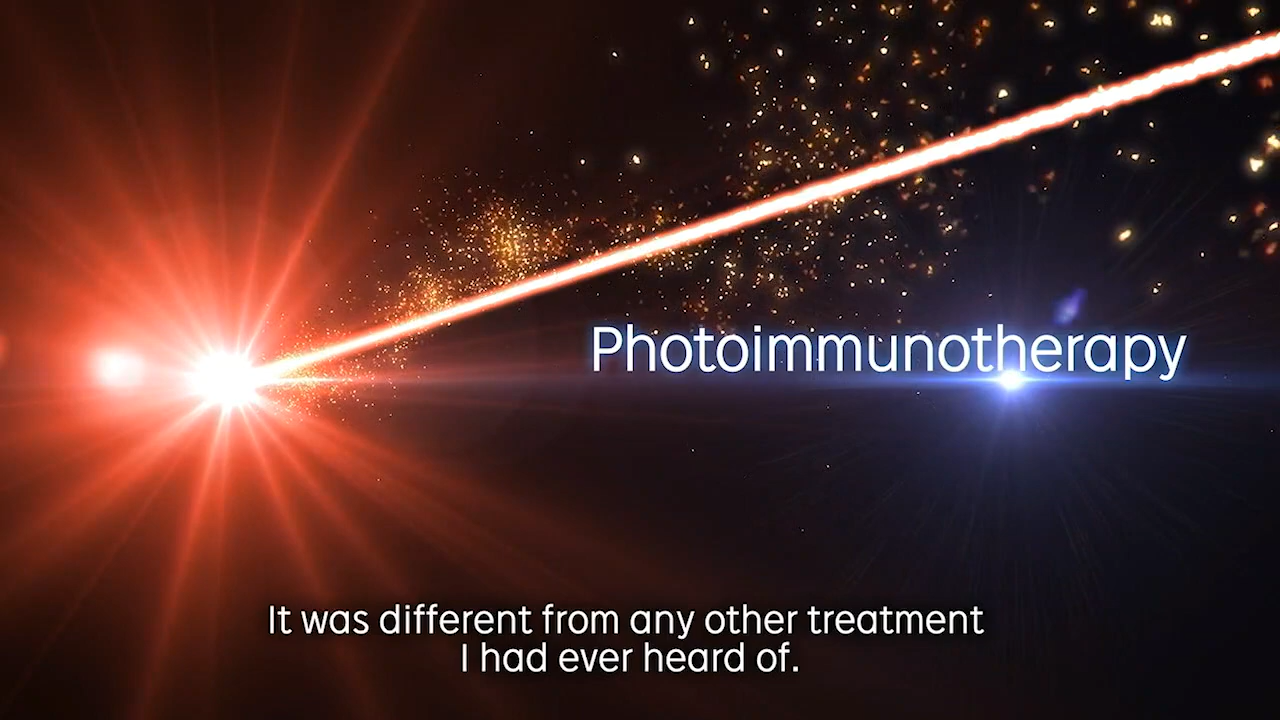 Photoimmunotherapy
It was different from any other treatment
I had ever heard of.